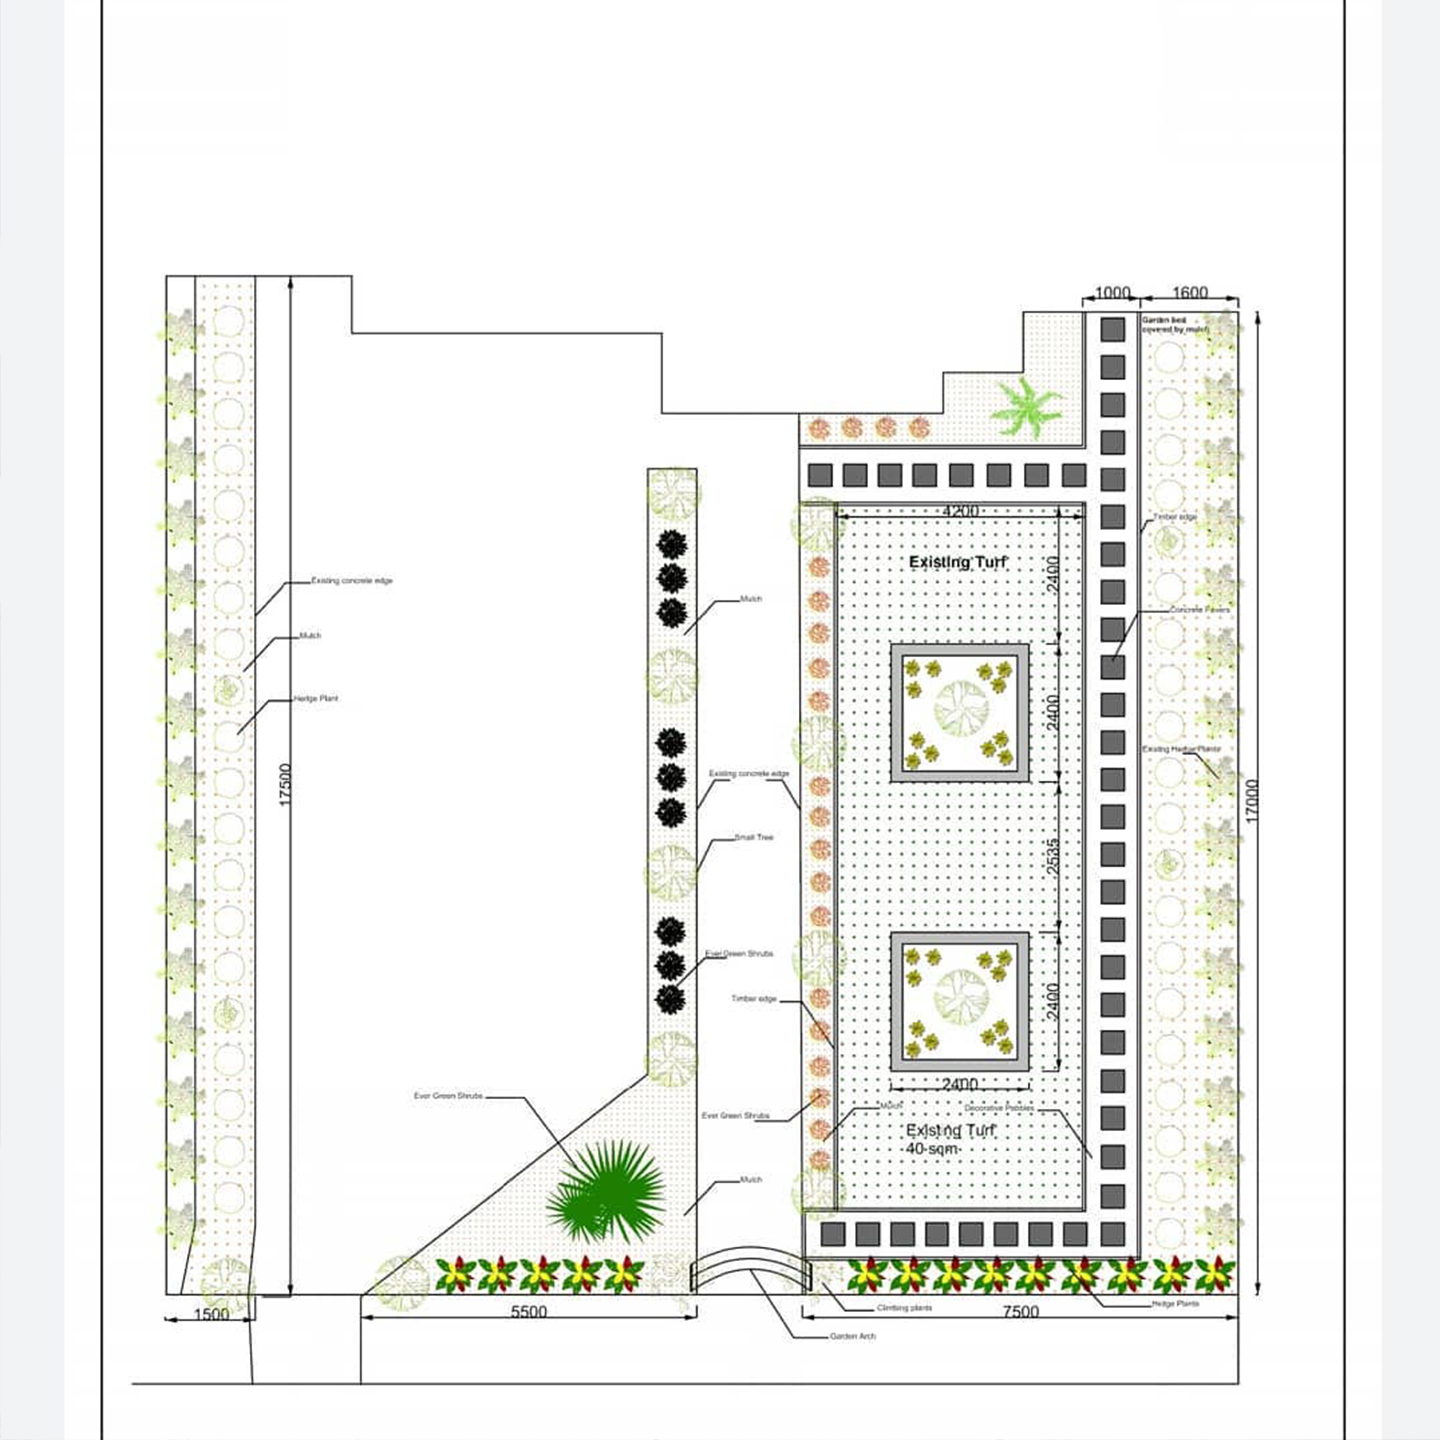 1000
1600
Garden bed
covered by mulch
4200
Timber edge
Existing Turf
2400
Existing concrete edge
Mulch
Concrete Pavers
Mulch
Hedge Plant
2400
Existing Hedge Plants
17500
Existing concrete edge
17000
Small Tree
2535
Ever Green Shrubs
Timber edge
2400
2400
Ever Green Shrubs
Mulch
Decorative Pebbles
Ever Green Shrubs
Existing Turf
40 sqm
Mulch
Hedge Plants
Climbing plants
1500
5500
7500
Garden Arch